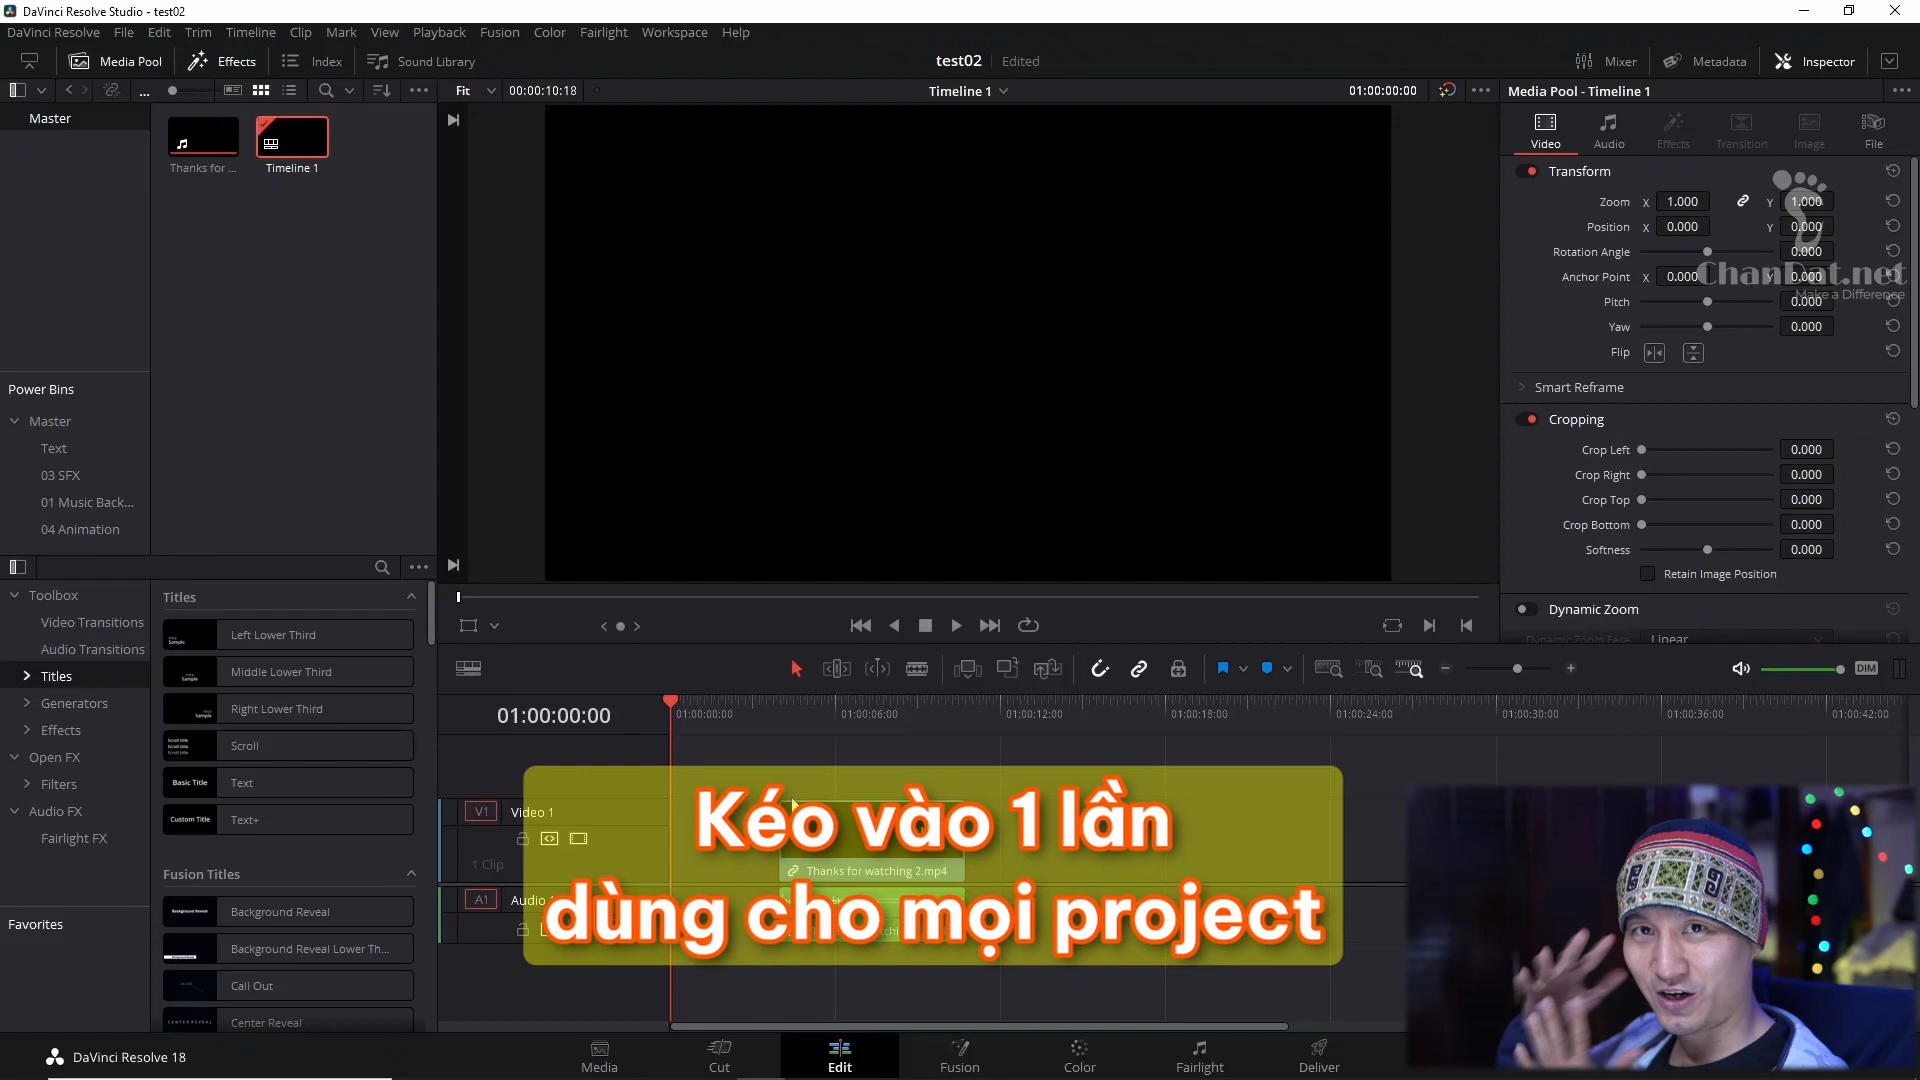 DaVinci Resolve Studio - test02
DaVinci Resolve File Edit Trim Timeline Clip Mark View Playback Fusion Color Fairlight Workspace Help
Media Pool Effects Index Sound Library test02 Edited Mixer Metadata Inspector
... Fit 00:00:10:18 Timeline 1 01:00:00:00 Media Pool - Timeline 1
Master
Thanks for ... Timeline 1
Video Audio Effects Transition Image File
Transform
Zoom X 1.000 Y 1.000
Position X 0.000 Y 0.000
Rotation Angle 0.000
Anchor Point X 0.000 Y 0.000
ChanDat.net
Make a Difference
Pitch 0.000
Yaw 0.000
Flip
Smart Reframe
Cropping
Crop Left 0.000
Crop Right 0.000
Crop Top 0.000
Crop Bottom 0.000
Softness 0.000
Retain Image Position
Dynamic Zoom
Dynamic Zoom Ease Linear
Power Bins
Master
Text
03 SFX
01 Music Back...
04 Animation
Toolbox
Video Transitions
Audio Transitions
Titles
Generators
Effects
Open FX
Filters
Audio FX
Fairlight FX
Favorites
Titles
Left Lower Third
Middle Lower Third
Right Lower Third
Scroll
Basic Title Text
Custom Title Text+
Fusion Titles
Background Reveal Background Reveal
Background Reveal Lower Th...
Call Out
CENTER REVEAL Center Reveal
DIM
01:00:00:00
01:00:00:00 01:00:06:00 01:00:12:00 01:00:18:00 01:00:24:00 01:00:30:00 01:00:36:00 01:00:42:00
V1 Video 1
1 Clip
Thanks for watching 2.mp4
A1 Audio
Kéo vào 1 lần
dùng cho mọi project
DaVinci Resolve 18
Media Cut Edit Fusion Color Fairlight Deliver